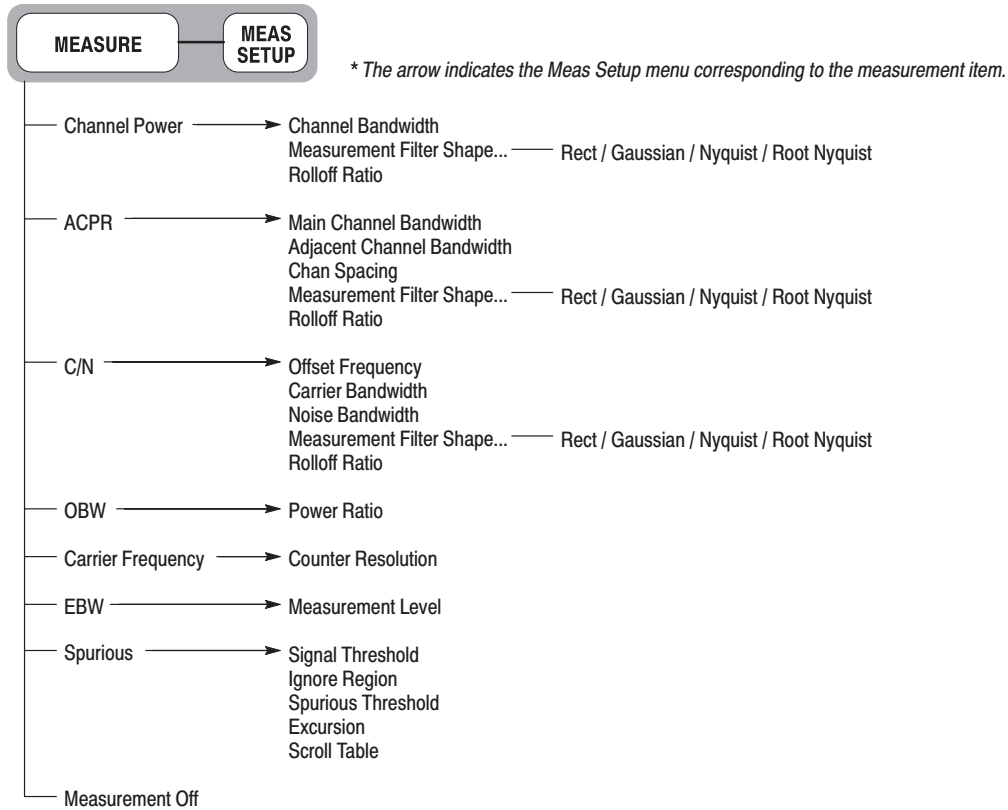 MEASURE
MEAS
SETUP
* The arrow indicates the Meas Setup menu corresponding to the measurement item.
Channel Power
Channel Bandwidth
Measurement Filter Shape... Rect / Gaussian / Nyquist / Root Nyquist
Rolloff Ratio
ACPR
Main Channel Bandwidth
Adjacent Channel Bandwidth
Chan Spacing
Measurement Filter Shape... Rect / Gaussian / Nyquist / Root Nyquist
Rolloff Ratio
C/N
Offset Frequency
Carrier Bandwidth
Noise Bandwidth
Measurement Filter Shape... Rect / Gaussian / Nyquist / Root Nyquist
Rolloff Ratio
OBW
Power Ratio
Carrier Frequency
Counter Resolution
EBW
Measurement Level
Spurious
Signal Threshold
Ignore Region
Spurious Threshold
Excursion
Scroll Table
Measurement Off